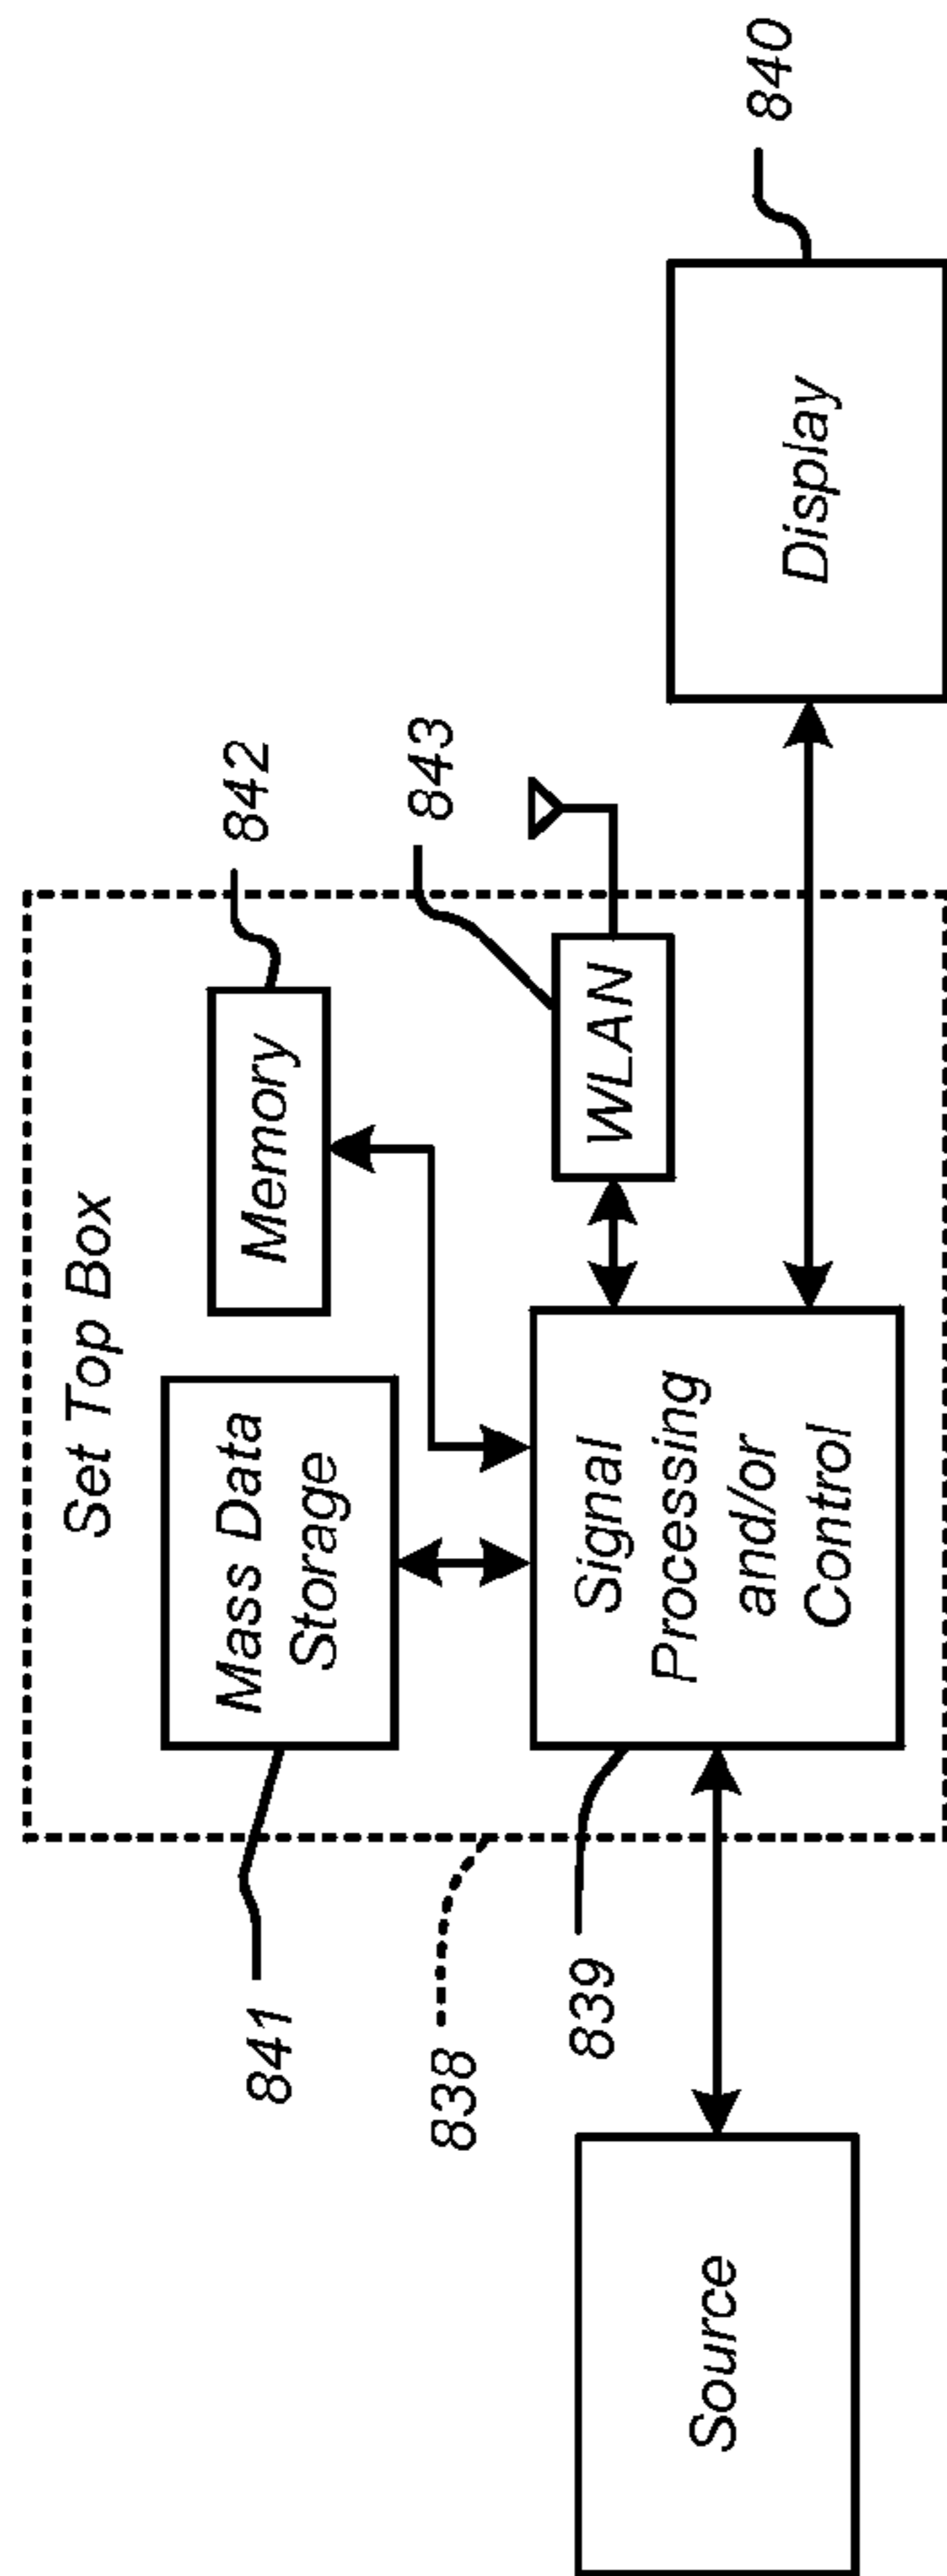 Set Top Box
841
Mass Data
Storage
Memory
842
838
839
843
WLAN
Signal
Processing
and/or
Control
Source
Display
840